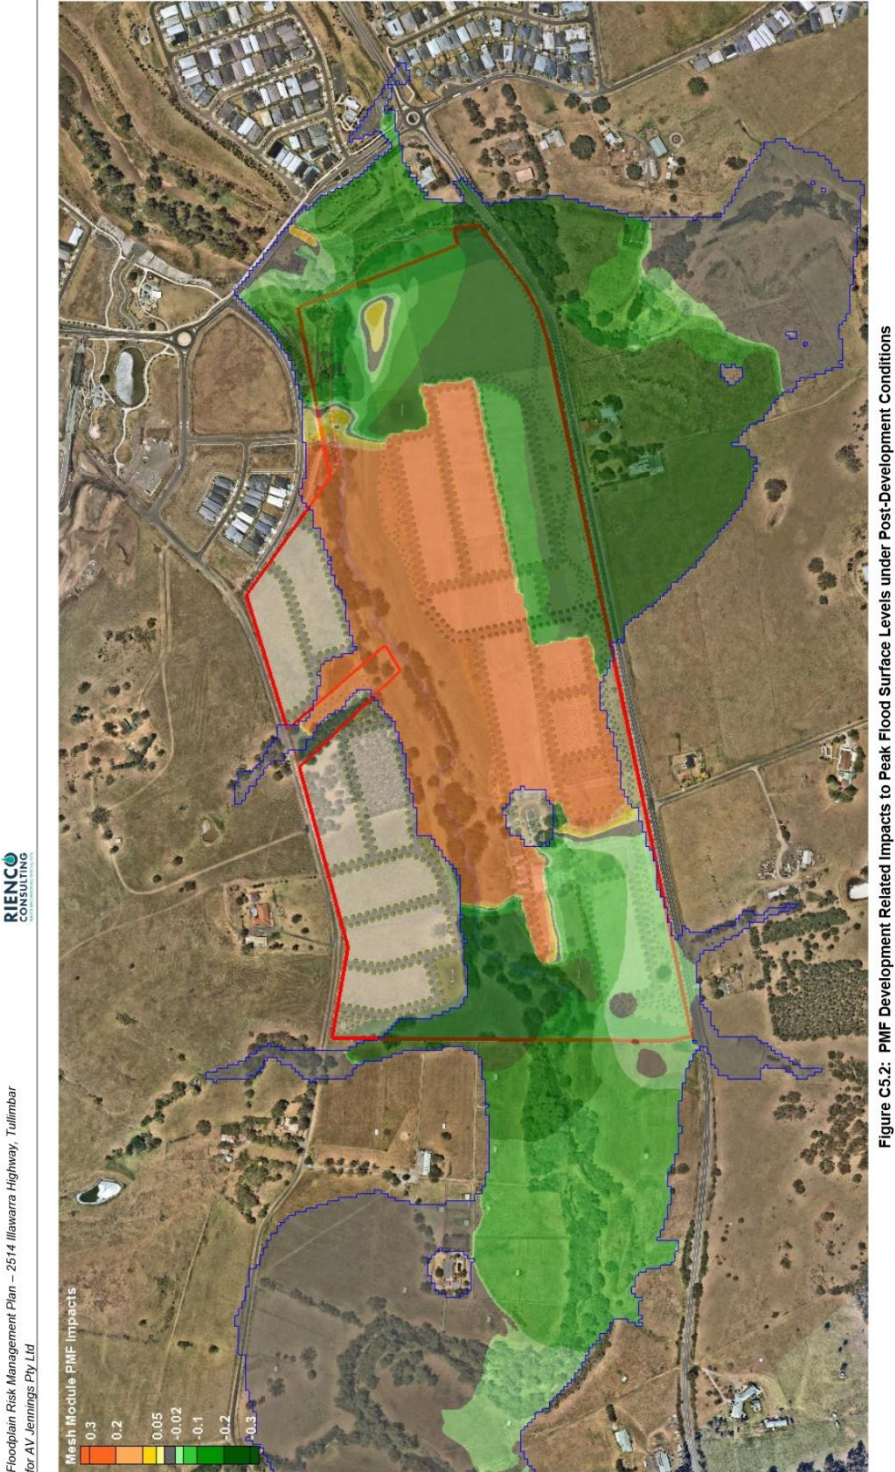 Floodplain Risk Management Plan – 2514 Illawarra Highway, Tullimbar
for AV Jennings Pty Ltd
RIENCO
CONSULTING
Mesh Module PMF Impacts
0.3
0.2
0.05
-0.02
-0.1
-0.2
-0.3
Figure C5.2: PMF Development Related Impacts to Peak Flood Surface Levels under Post-Development Conditions